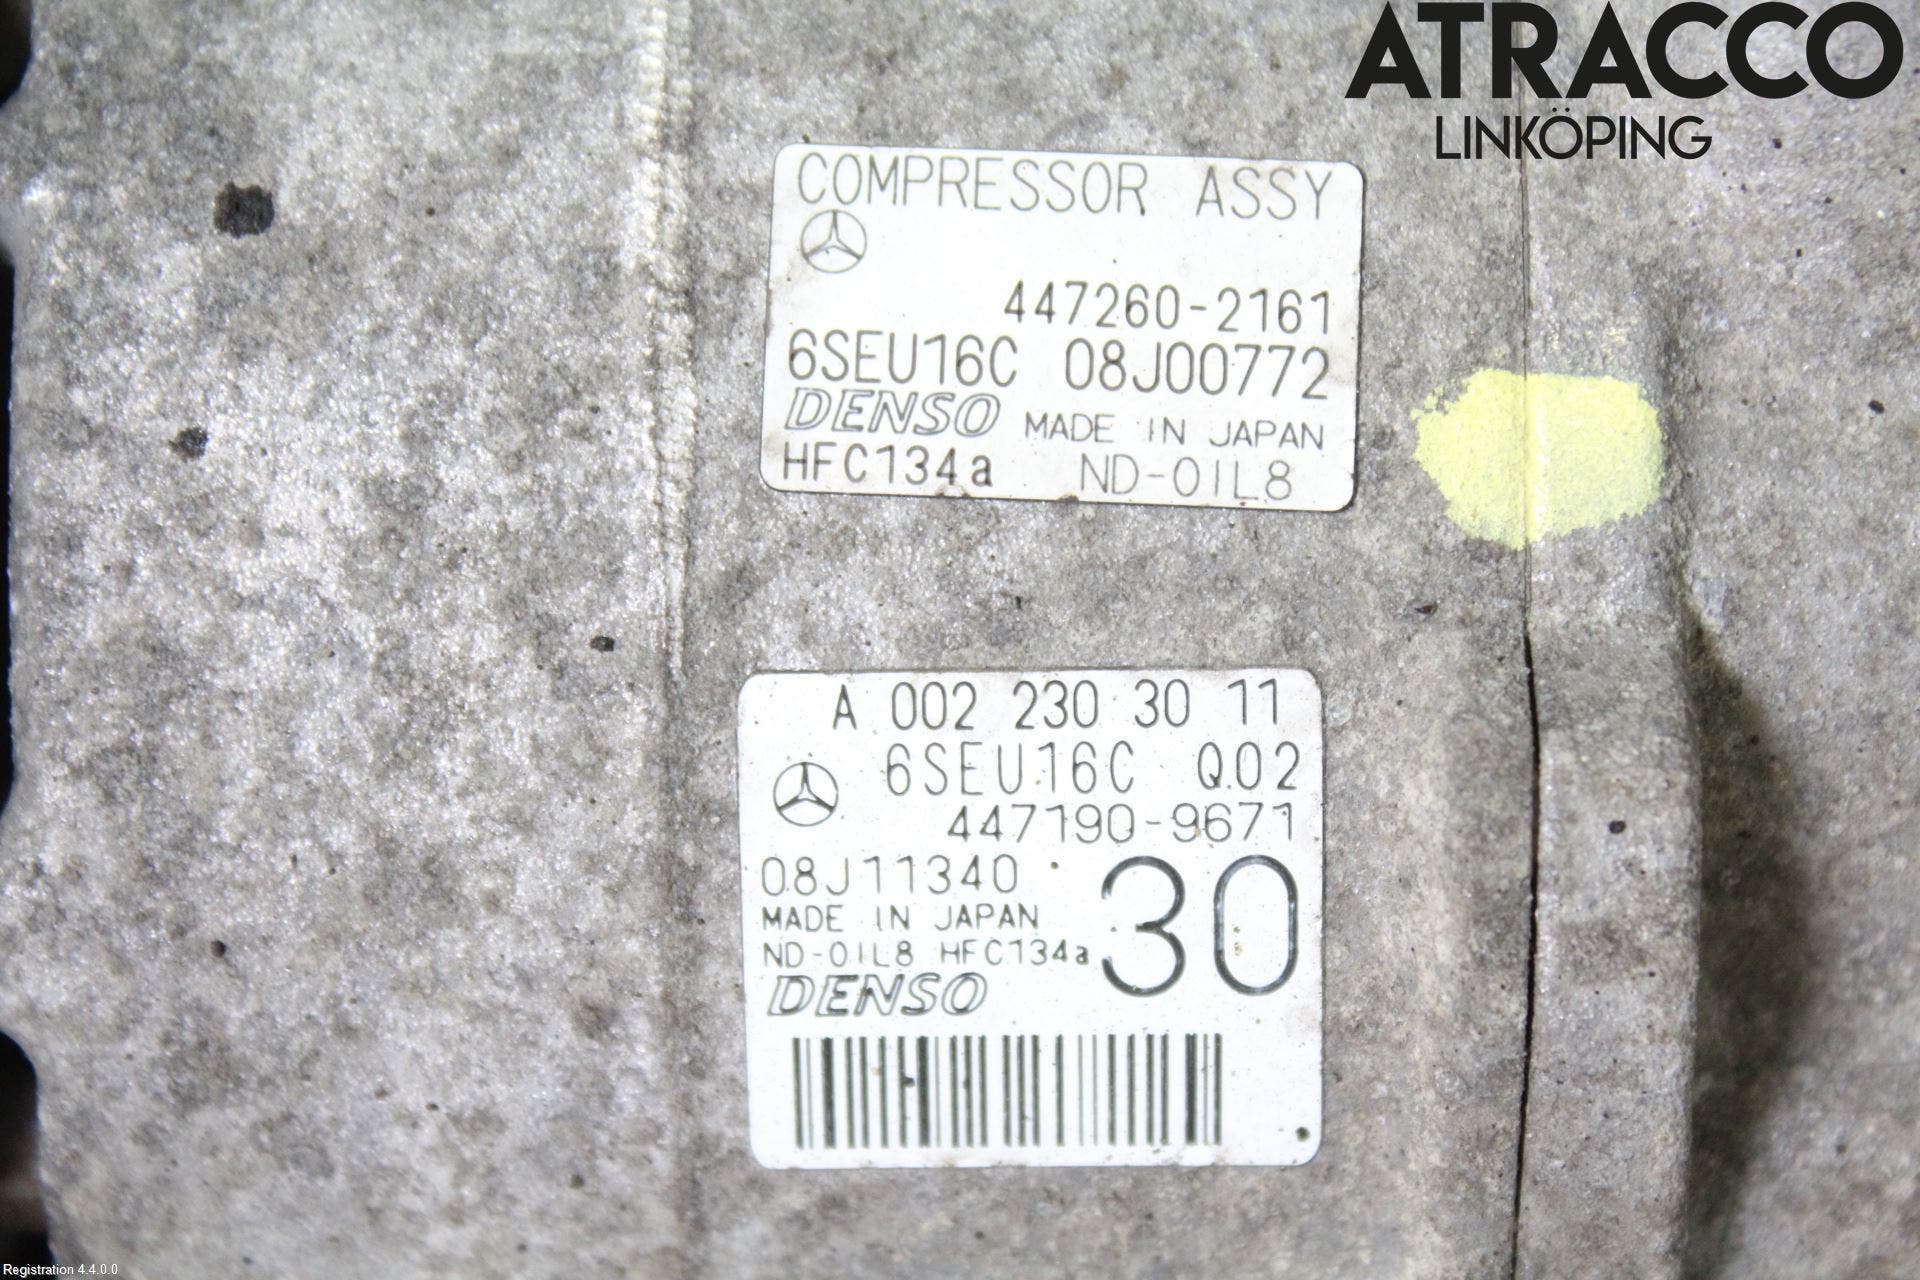 ATRACCO
LINKÖPING
COMPRESSOR ASSY
447260-2161
6SEU16C 08J00772
DENSO MADE IN JAPAN
HFC134a ND-OIL8
A 002 230 30 11
6SEU16C Q02
447190-9671
08J11340
30
MADE IN JAPAN
ND-OIL8 HFC134a
DENSO
Registration 4.4.0.0